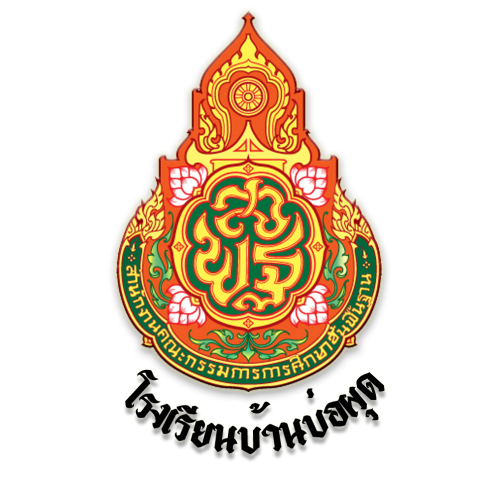 สำนักงานคณะกรรมการการศึกษาขั้นพื้นฐาน
โรงเรียนบ้านบ่อผุด